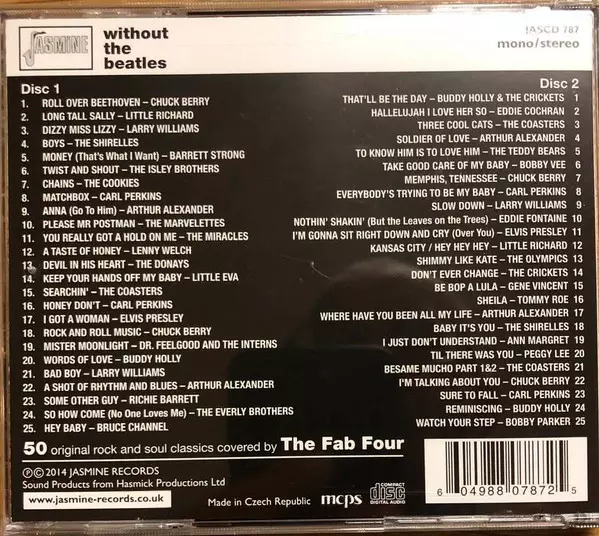 JASMINE
without
the
beatles
JASCD 787
mono/stereo
Disc 1
1. ROLL OVER BEETHOVEN – CHUCK BERRY
2. LONG TALL SALLY – LITTLE RICHARD
3. DIZZY MISS LIZZY – LARRY WILLIAMS
4. BOYS – THE SHIRELLES
5. MONEY (That's What I Want) – BARRETT STRONG
6. TWIST AND SHOUT – THE ISLEY BROTHERS
7. CHAINS – THE COOKIES
8. MATCHBOX – CARL PERKINS
9. ANNA (Go To Him) – ARTHUR ALEXANDER
10. PLEASE MR POSTMAN – THE MARVELETTES
11. YOU REALLY GOT A HOLD ON ME – THE MIRACLES
12. A TASTE OF HONEY – LENNY WELCH
13. DEVIL IN HIS HEART – THE DONAYS
14. KEEP YOUR HANDS OFF MY BABY – LITTLE EVA
15. SEARCHIN' – THE COASTERS
16. HONEY DON'T – CARL PERKINS
17. I GOT A WOMAN – ELVIS PRESLEY
18. ROCK AND ROLL MUSIC – CHUCK BERRY
19. MISTER MOONLIGHT – DR. FEELGOOD AND THE INTERNS
20. WORDS OF LOVE – BUDDY HOLLY
21. BAD BOY – LARRY WILLIAMS
22. A SHOT OF RHYTHM AND BLUES – ARTHUR ALEXANDER
23. SOME OTHER GUY – RICHIE BARRETT
24. SO HOW COME (No One Loves Me) – THE EVERLY BROTHERS
25. HEY BABY – BRUCE CHANNEL
Disc 2
THAT'LL BE THE DAY – BUDDY HOLLY & THE CRICKETS 1
HALLELUJAH I LOVE HER SO – EDDIE COCHRAN 2
THREE COOL CATS – THE COASTERS 3
SOLDIER OF LOVE – ARTHUR ALEXANDER 4
TO KNOW HIM IS TO LOVE HIM – THE TEDDY BEARS 5
TAKE GOOD CARE OF MY BABY – BOBBY VEE 6
MEMPHIS, TENNESSEE – CHUCK BERRY 7
EVERYBODY'S TRYING TO BE MY BABY – CARL PERKINS 8
SLOW DOWN – LARRY WILLIAMS 9
NOTHIN' SHAKIN' (But the Leaves on the Trees) – EDDIE FONTAINE 10
I'M GONNA SIT RIGHT DOWN AND CRY (Over You) – ELVIS PRESLEY 11
KANSAS CITY / HEY HEY HEY – LITTLE RICHARD 12
SHIMMY LIKE KATE – THE OLYMPICS 13
DON'T EVER CHANGE – THE CRICKETS 14
BE BOP A LULA – GENE VINCENT 15
SHEILA – TOMMY ROE 16
WHERE HAVE YOU BEEN ALL MY LIFE – ARTHUR ALEXANDER 17
BABY IT'S YOU – THE SHIRELLES 18
I JUST DON'T UNDERSTAND – ANN MARGRET 19
TIL THERE WAS YOU – PEGGY LEE 20
BESAME MUCHO PART 1&2 – THE COASTERS 21
I'M TALKING ABOUT YOU – CHUCK BERRY 22
SURE TO FALL – CARL PERKINS 23
REMINISCING – BUDDY HOLLY 24
WATCH YOUR STEP – BOBBY PARKER 25
50 original rock and soul classics covered by The Fab Four
℗©2014 JASMINE RECORDS
Sound Products from Hasmick Productions Ltd
www.jasmine-records.co.uk
Made in Czech Republic
mcps
COMPACT
disc
DIGITAL AUDIO
6 04988 07872 5